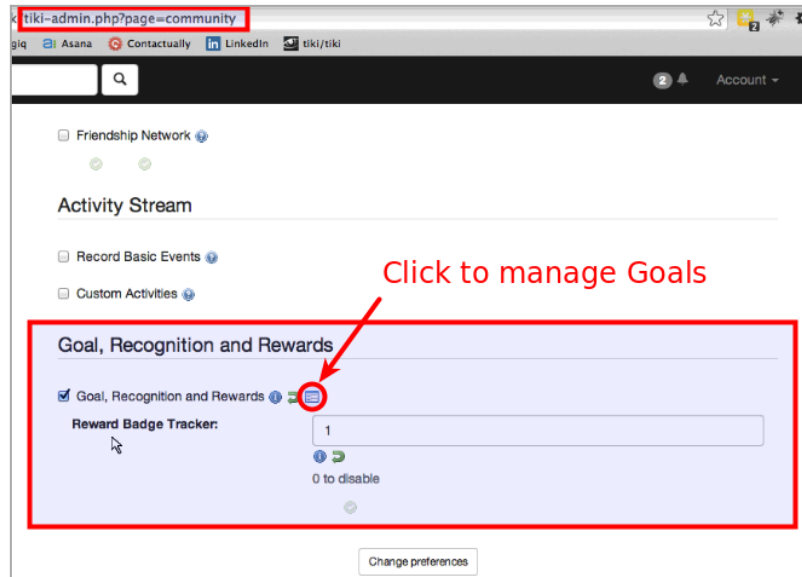 tiki-admin.php?page=community
giq Asana Contactually LinkedIn tiki/tiki
2 Account
Friendship Network
Activity Stream
Record Basic Events
Custom Activities
Click to manage Goals
Goal, Recognition and Rewards
Goal, Recognition and Rewards
Reward Badge Tracker:
1
0 to disable
Change preferences